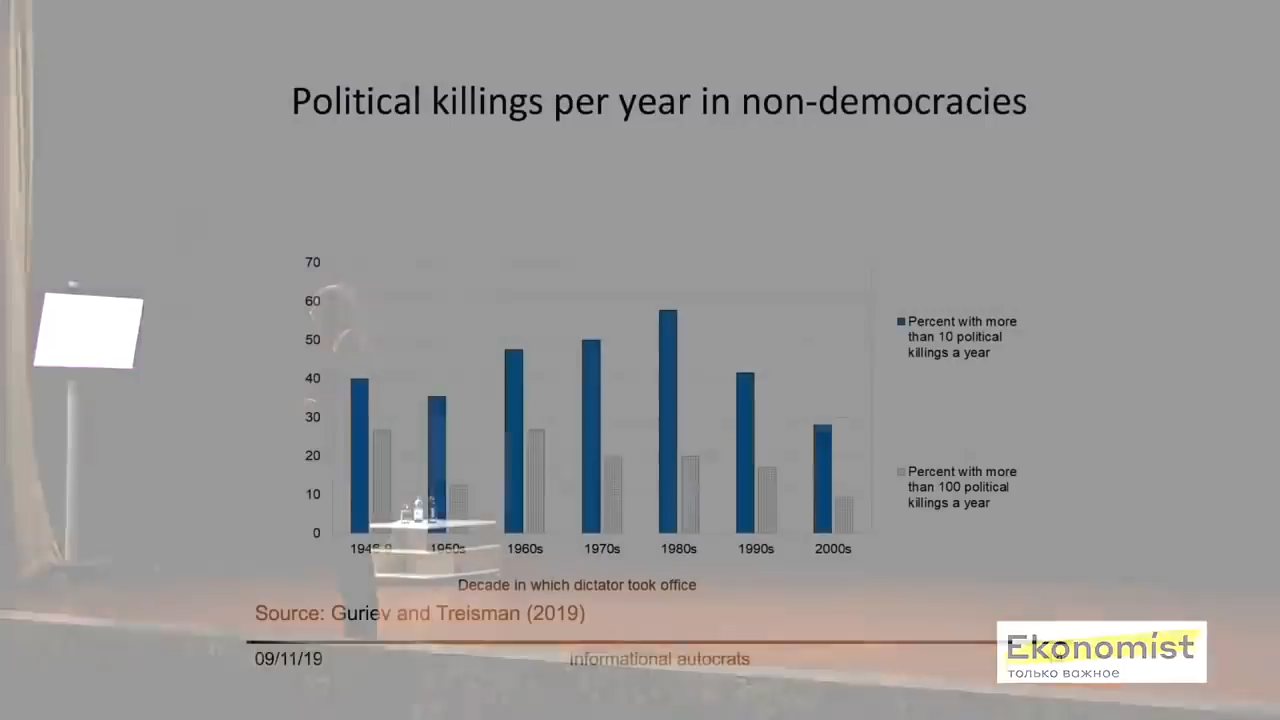 Political killings per year in non-democracies
70
60
50
40
30
20
10
0
Percent with more
than 10 political
killings a year
Percent with more
than 100 political
killings a year
1950s 1960s 1970s 1980s 1990s 2000s
Decade in which dictator took office
Source: Guriev and Treisman (2019)
09/11/19 Informational autocrats
Ekonomist
только важное